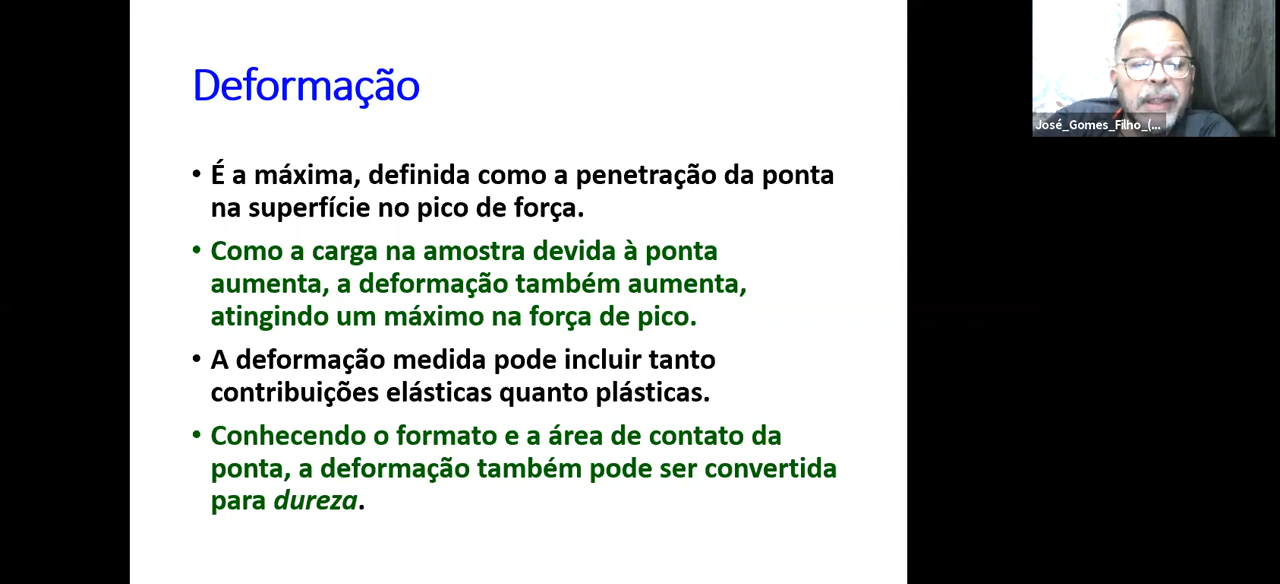 Deformação
• É a máxima, definida como a penetração da ponta
na superfície no pico de força.
• Como a carga na amostra devida à ponta
aumenta, a deformação também aumenta,
atingindo um máximo na força de pico.
• A deformação medida pode incluir tanto
contribuições elásticas quanto plásticas.
• Conhecendo o formato e a área de contato da
ponta, a deformação também pode ser convertida
para dureza.
José_Gomes_Filho_(...